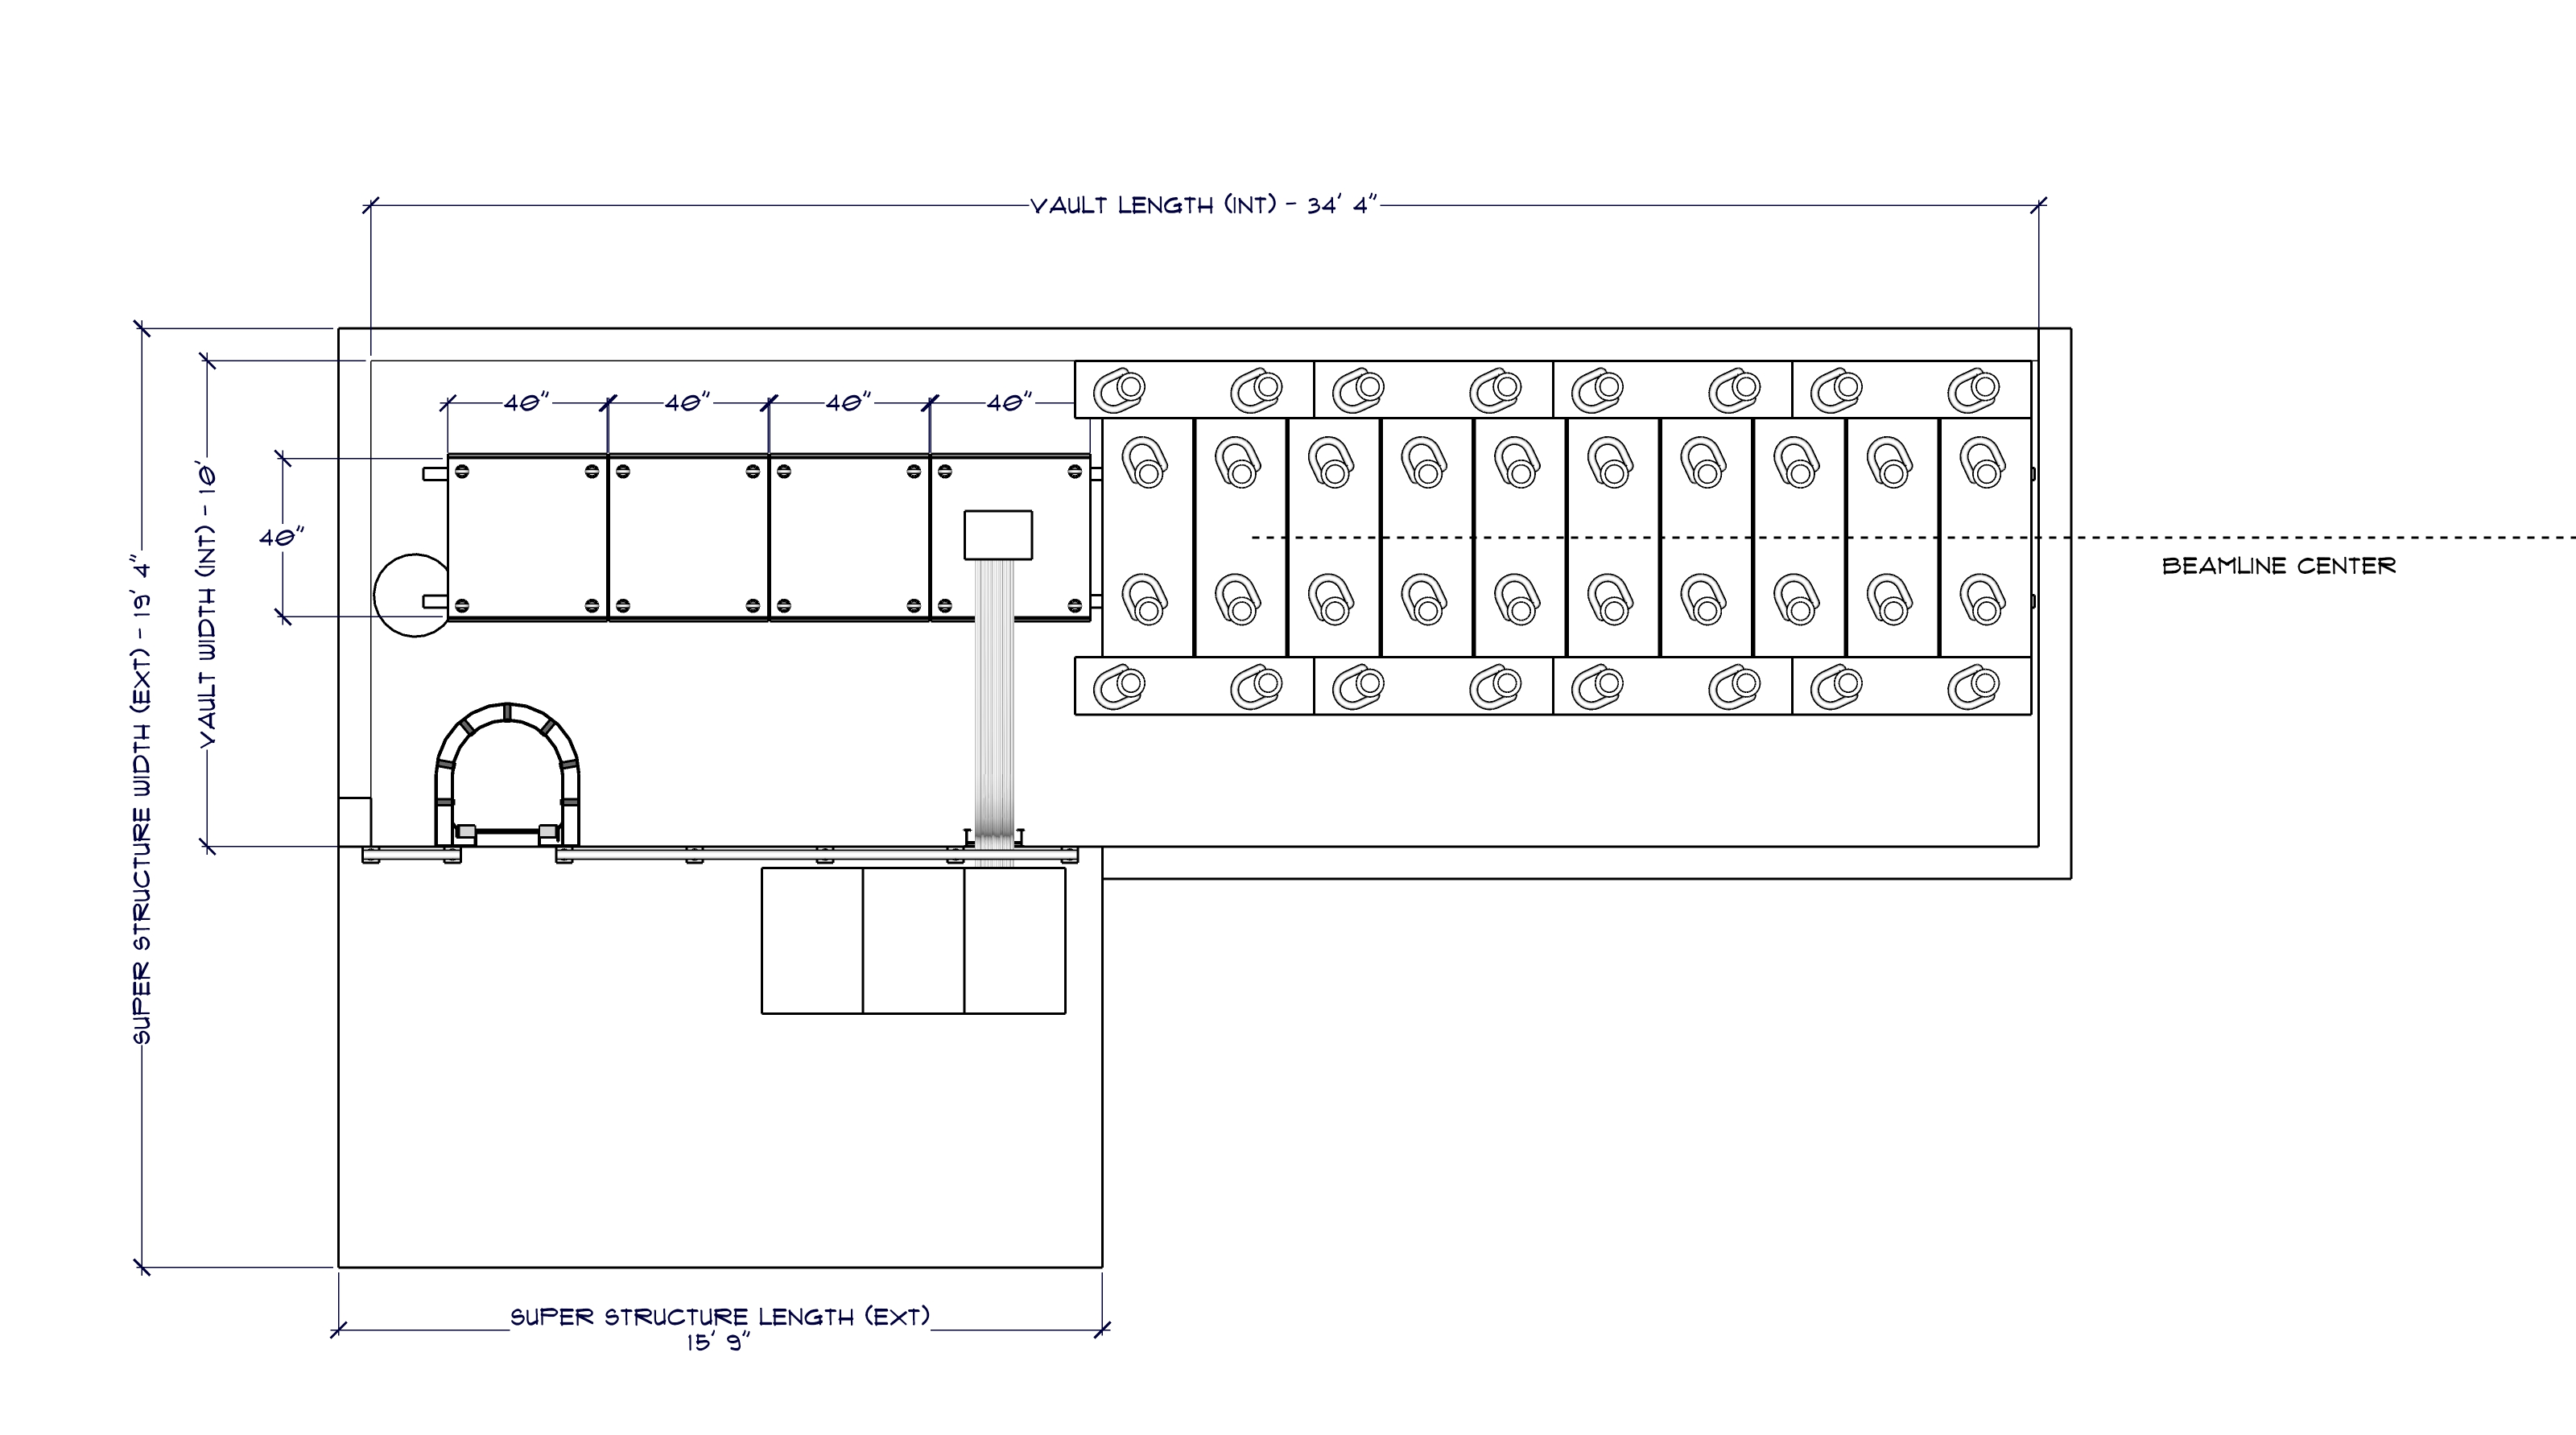 VAULT LENGTH (INT) - 34' 4"
40"
40"
40"
40"
40"
VAULT WIDTH (INT) - 10'
SUPER STRUCTURE WIDTH (EXT) - 19' 4"
BEAMLINE CENTER
SUPER STRUCTURE LENGTH (EXT)
15' 9"